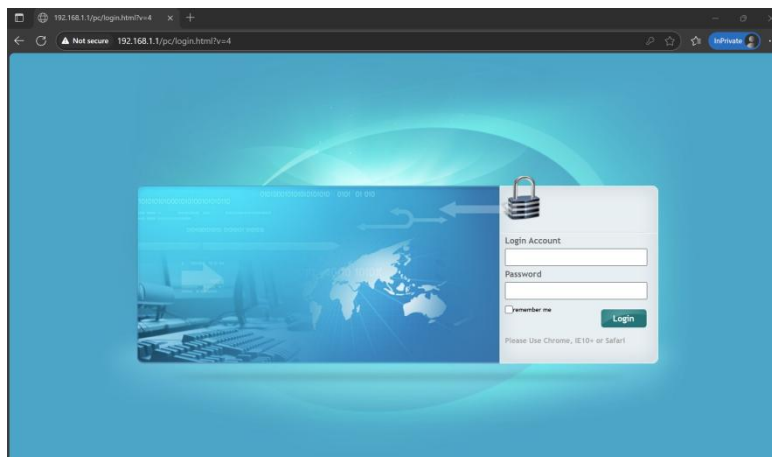 192.168.1.1/pc/login.html?v=4
Not secure 192.168.1.1/pc/login.html?v=4
InPrivate
Login Account
Password
remember me
Login
Please Use Chrome, IE10+ or Safari